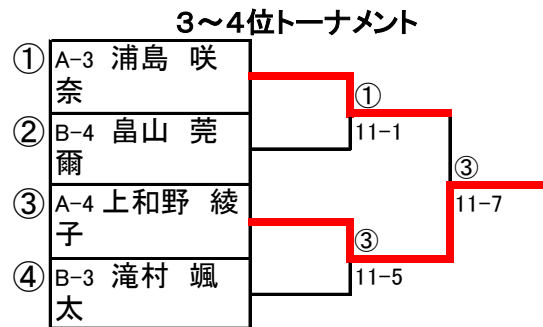 3~4位トーナメント
① A-3 浦島 咲
奈
①
② B-4 畠山 莞
爾
11-1
③
③ A-4 上和野 綾
子
11-7
③
④ B-3 滝村 颯
太
11-5